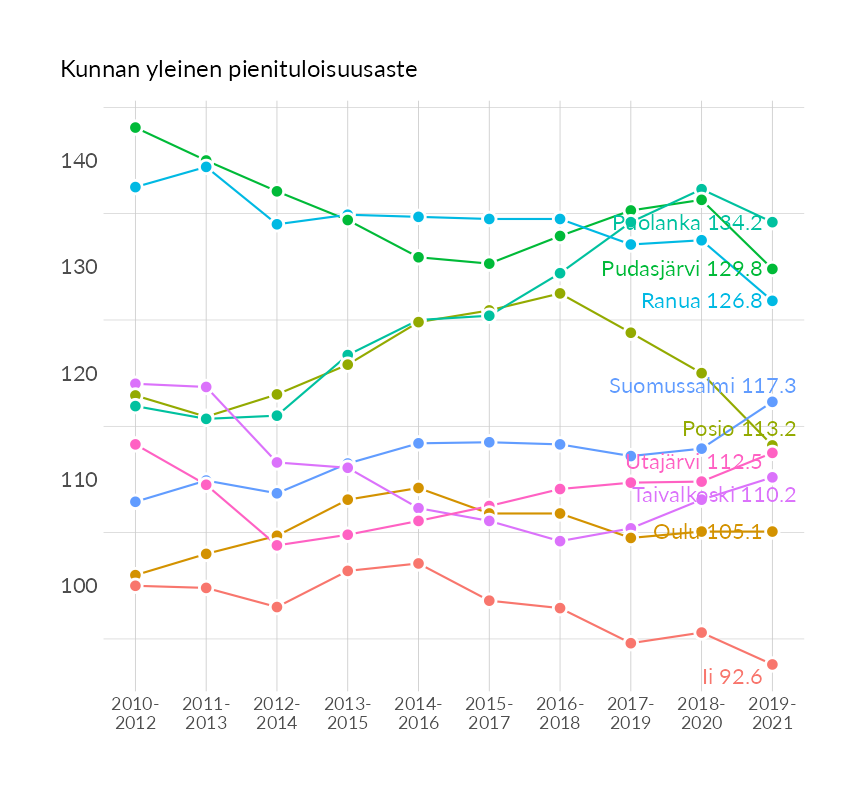 Kunnan yleinen pienituloisuusaste
140
130
120
110
100
Puolanka 134.2
Pudasjärvi 129.8
Ranua 126.8
Suomussalmi 117.3
Posio 113.2
Utajärvi 112.5
Taivalkoski 110.2
Oulu 105.1
Ii 92.6
2010-
2012
2011-
2013
2012-
2014
2013-
2015
2014-
2016
2015-
2017
2016-
2018
2017-
2019
2018-
2020
2019-
2021